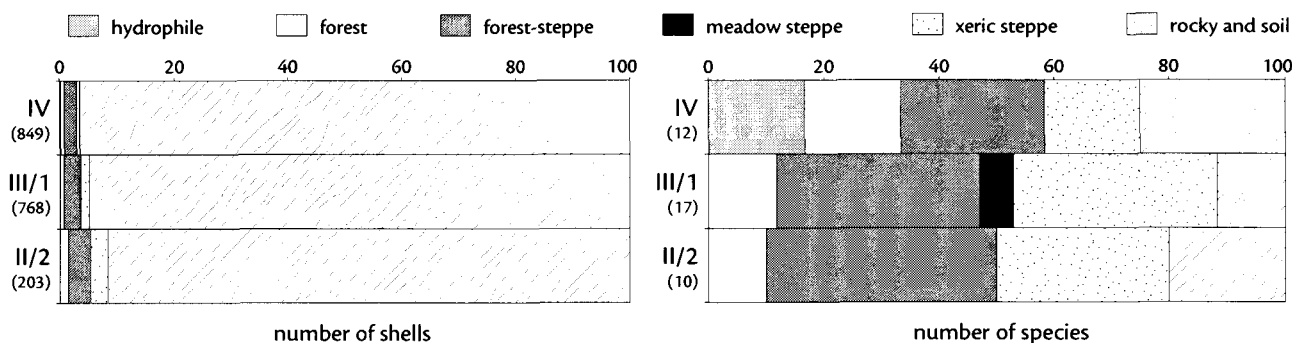 hydrophile forest forest-steppe meadow steppe xeric steppe rocky and soil
0 20 40 60 80 100
IV
(849)
III/1
(768)
II/2
(203)
number of shells
0 20 40 60 80 100
IV
(12)
III/1
(17)
II/2
(10)
number of species